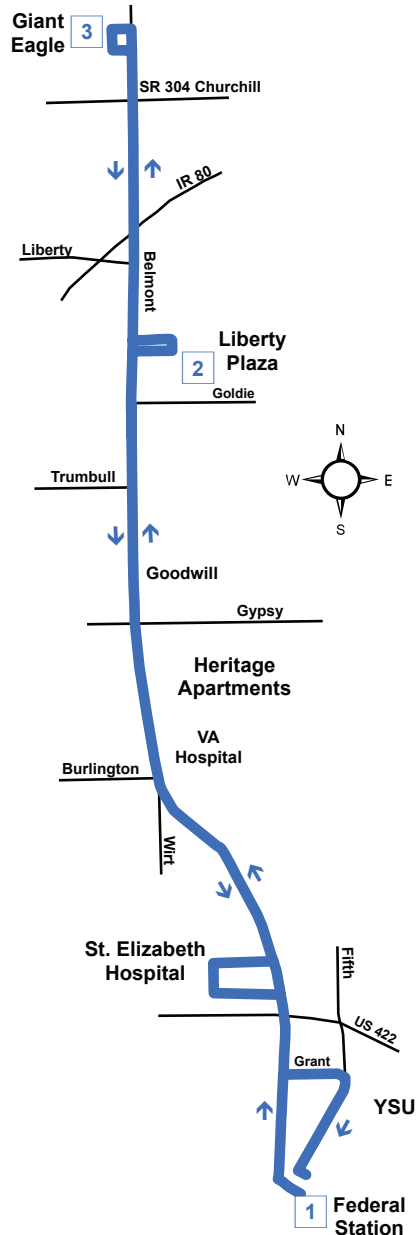 Giant
Eagle
3
SR 304 Churchill
IR 80
Liberty
Belmont
Liberty
Plaza
2
Goldie
N
W E
S
Trumbull
Goodwill
Gypsy
Heritage
Apartments
VA
Hospital
Burlington
Wirt
St. Elizabeth
Hospital
Fifth
US 422
Grant
YSU
1
Federal
Station